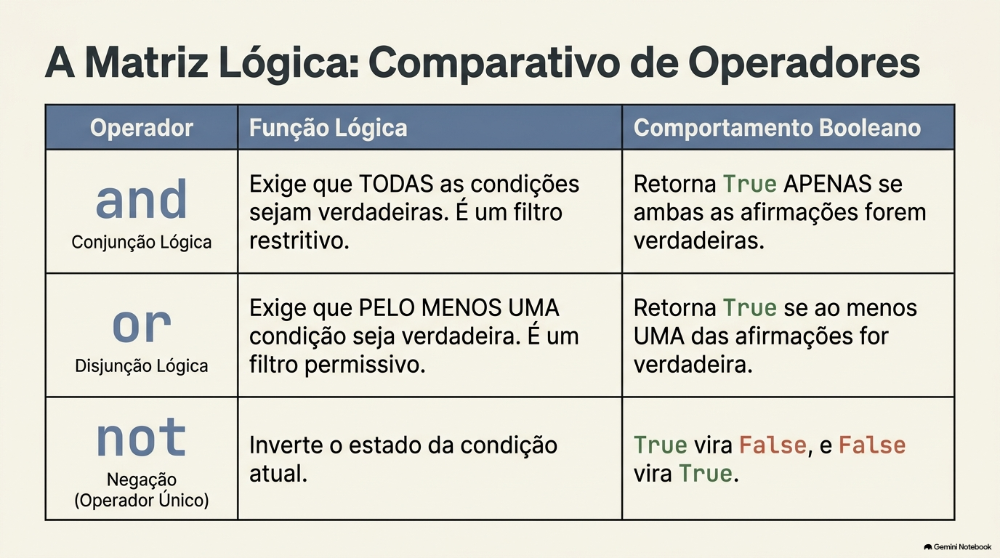 A Matriz Lógica: Comparativo de Operadores
Operador
Função Lógica
Comportamento Booleano
and
Conjunção Lógica
Exige que TODAS as condições
sejam verdadeiras. É um filtro
restritivo.
Retorna True APENAS se
ambas as afirmações forem
verdadeiras.
or
Disjunção Lógica
Exige que PELO MENOS UMA
condição seja verdadeira. É um
filtro permissivo.
Retorna True se ao menos
UMA das afirmações for
verdadeira.
not
Negação
(Operador Único)
Inverte o estado da condição
atual.
True vira False, e False
vira True.
Gemini Notebook